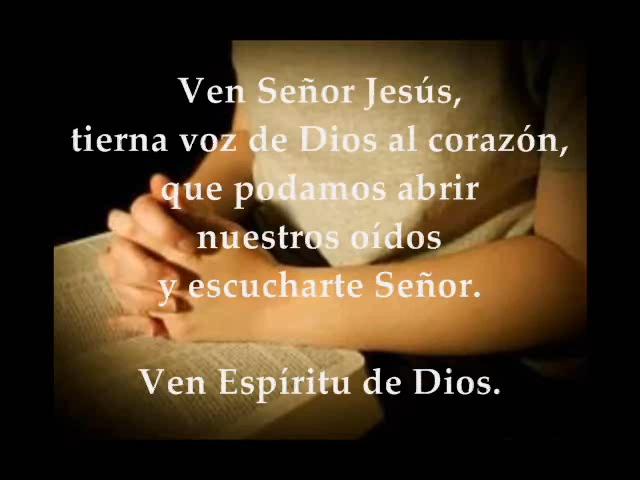 Ven Señor Jesús,
tierna voz de Dios al corazón,
que podamos abrir
nuestros oídos
y escucharte Señor.
Ven Espíritu de Dios.